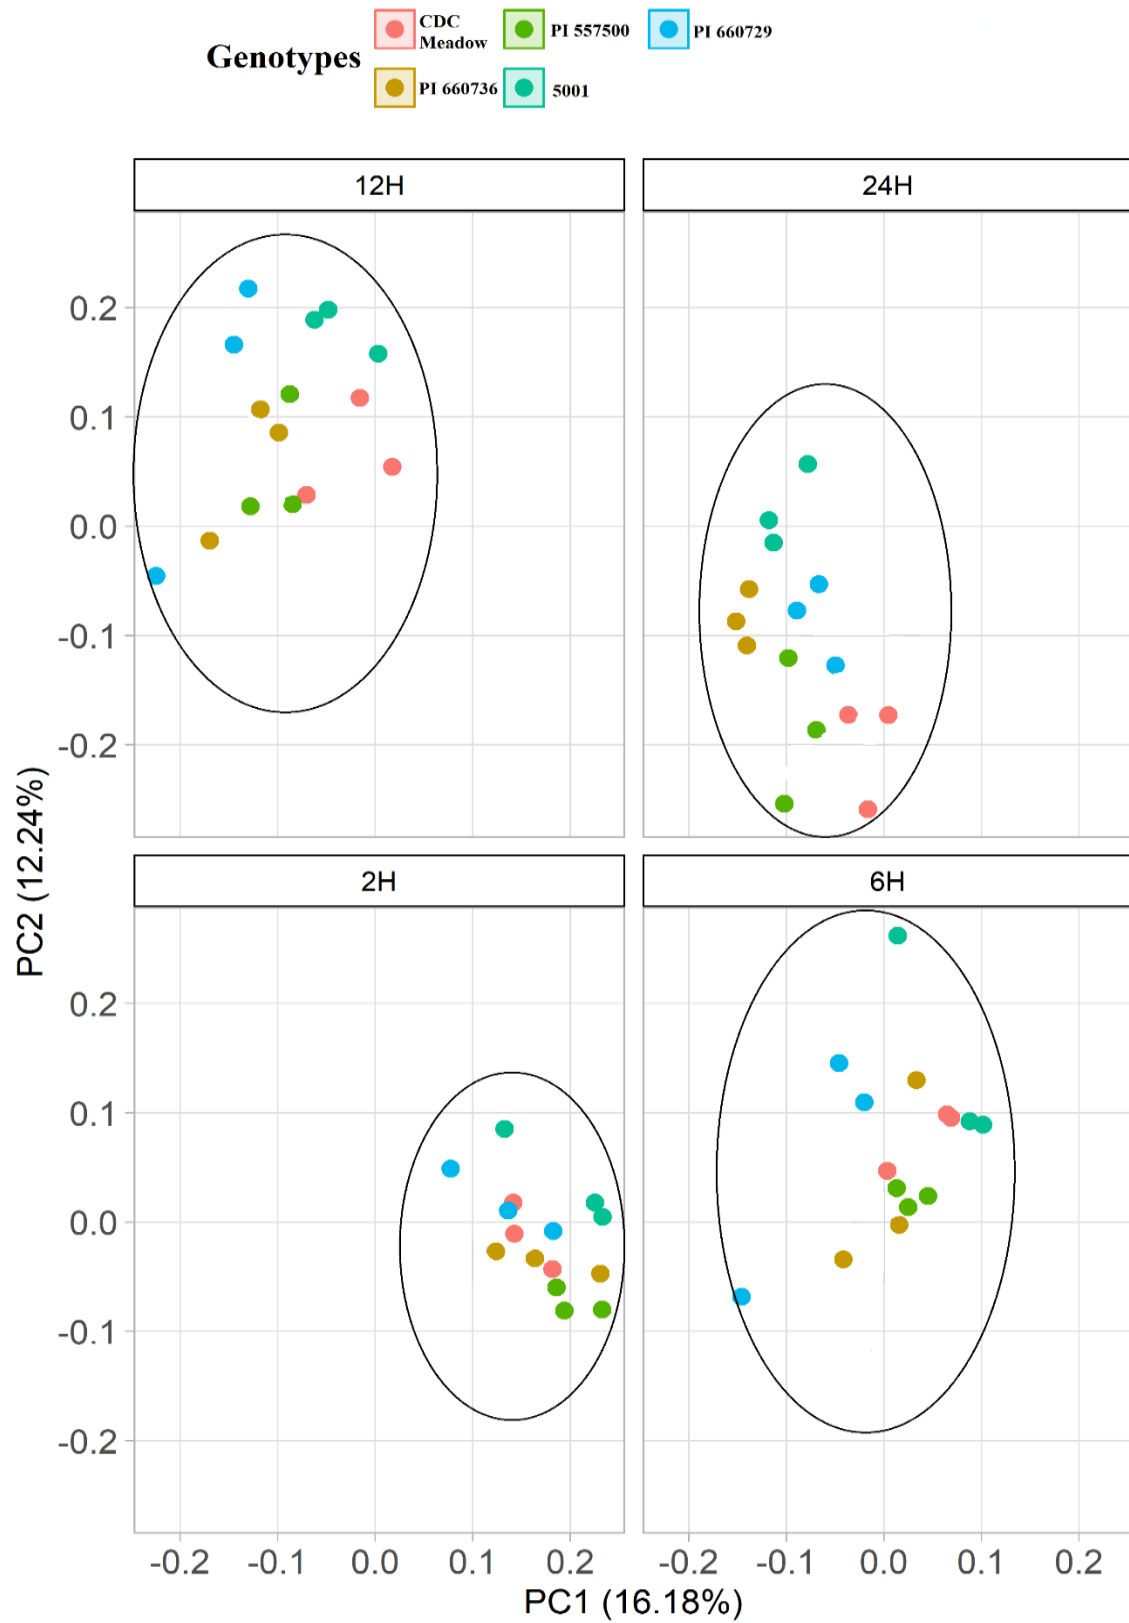 Genotypes
CDC
Meadow
PI 557500
PI 660729
PI 660736
5001
12H
24H
0.2
0.1
0.0
-0.1
-0.2
2H
6H
0.2
0.1
0.0
-0.1
-0.2
PC2 (12.24%)
-0.2 -0.1 0.0 0.1 0.2
-0.2 -0.1 0.0 0.1 0.2
PC1 (16.18%)